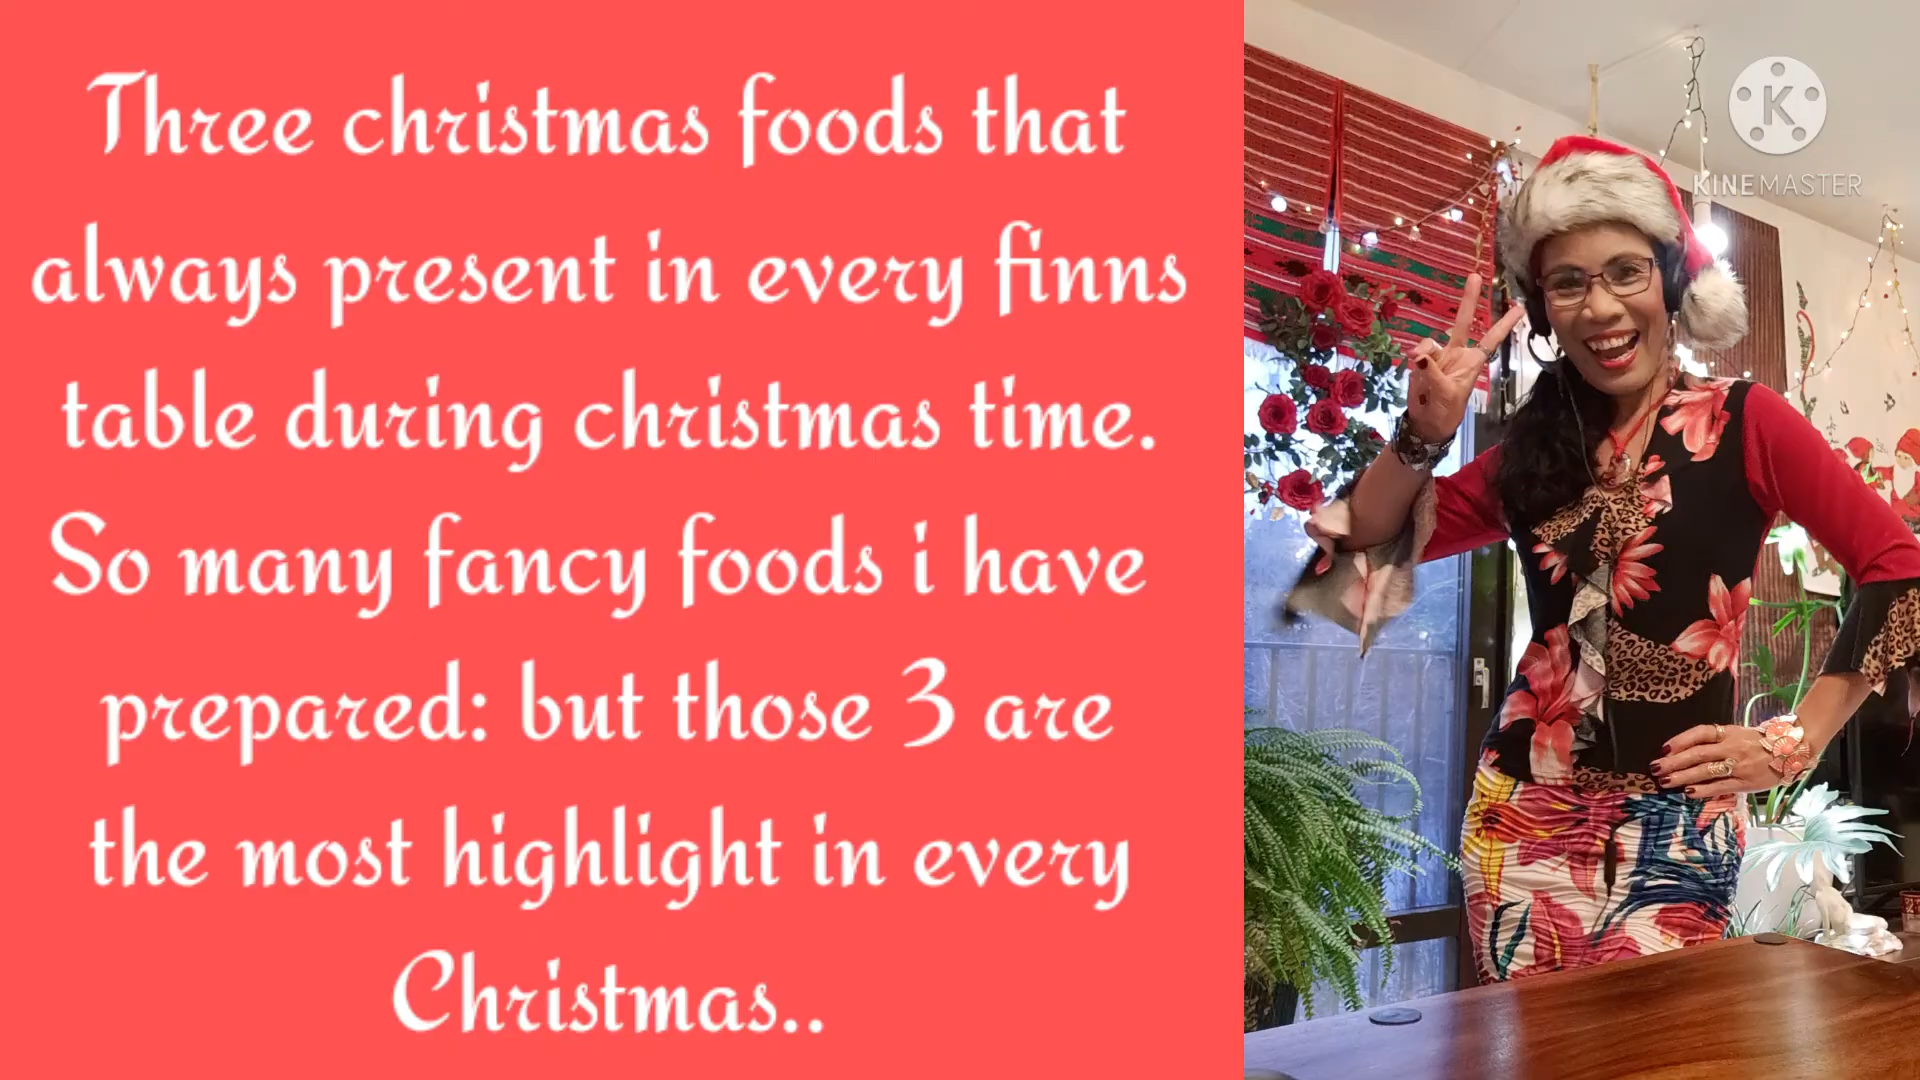 Three christmas foods that
always present in every finns
table during christmas time.
So many fancy foods i have
prepared: but those 3 are
the most highlight in every
Christmas..
K
KINEMASTER